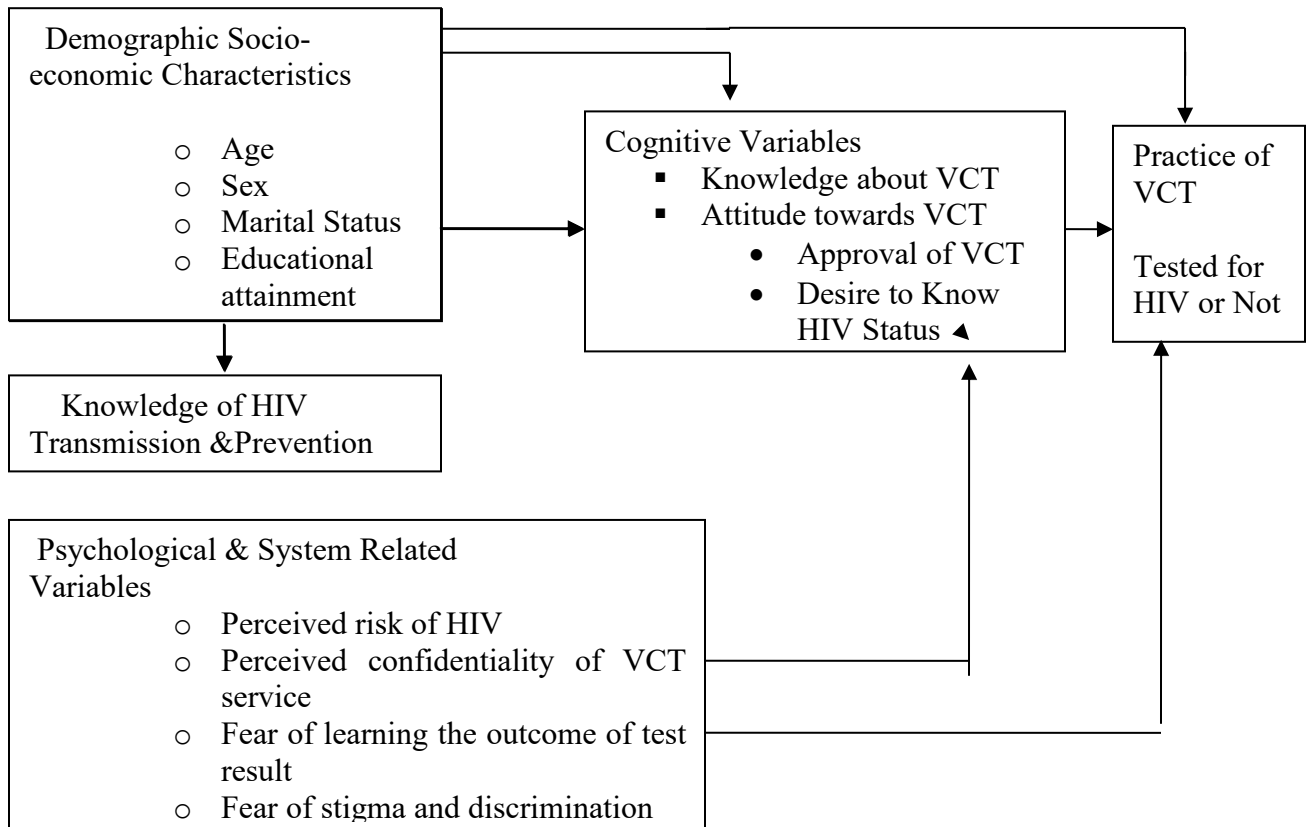 Demographic Socio-
economic Characteristics
o Age
o Sex
o Marital Status
o Educational
attainment
Cognitive Variables
▪ Knowledge about VCT
▪ Attitude towards VCT
• Approval of VCT
• Desire to Know
HIV Status
Practice of
VCT
Tested for
HIV or Not
Knowledge of HIV
Transmission &Prevention
Psychological & System Related
Variables
o Perceived risk of HIV
o Perceived confidentiality of VCT
service
o Fear of learning the outcome of test
result
o Fear of stigma and discrimination